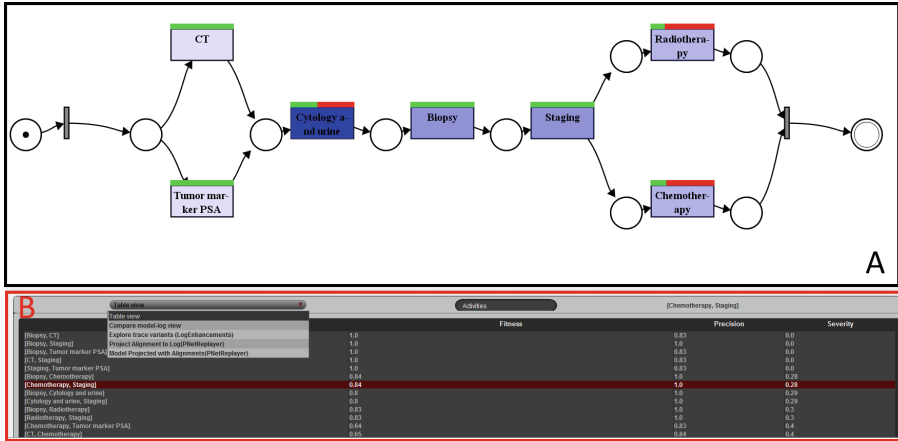 CT
Radiothera-
py
Cytology a-
nd urine
Biopsy
Staging
Tumor mar-
ker PSA
Chemother-
apy
A
B
Table view
Activities
[Chemotherapy, Staging]
Table view
Compare model-log view
Explore trace variants (LogEnhancements)
Project Alignment to Log(PNetReplayer)
Model Projected with Alignments(PNetReplayer)
Fitness Precision Severity
[Biopsy, CT] 1.0 0.83 0.0
[Biopsy, Staging] 1.0 0.83 0.0
[Biopsy, Tumor marker PSA] 1.0 0.83 0.0
[CT, Staging] 1.0 0.83 0.0
[Staging, Tumor marker PSA] 1.0 0.83 0.0
[Biopsy, Chemotherapy] 0.84 1.0 0.28
[Chemotherapy, Staging] 0.84 1.0 0.28
[Biopsy, Cytology and urine] 0.8 1.0 0.29
[Cytology and urine, Staging] 0.8 1.0 0.29
[Biopsy, Radiotherapy] 0.83 1.0 0.3
[Radiotherapy, Staging] 0.83 1.0 0.3
[Chemotherapy, Tumor marker PSA] 0.64 0.83 0.4
[CT, Chemotherapy] 0.65 0.84 0.4